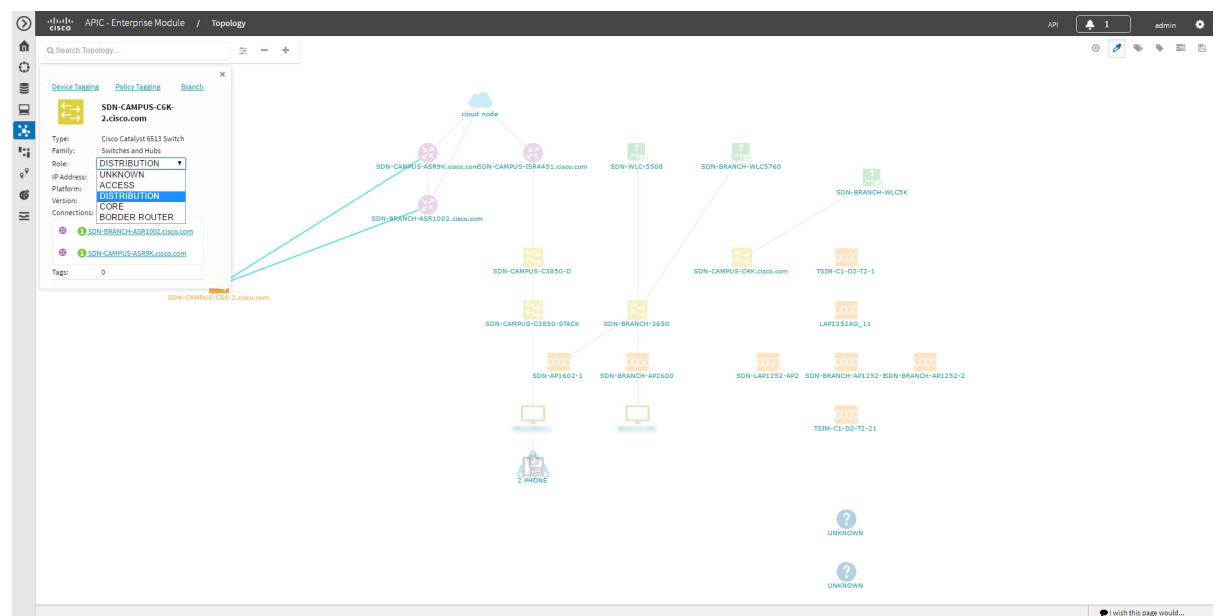 cisco APIC - Enterprise Module / Topology API 1 admin
Search Topology...
Device Tagging Policy Tagging Branch
SDN-CAMPUS-C6K-
2.cisco.com
Type: Cisco Catalyst 6513 Switch
Family: Switches and Hubs
Role: DISTRIBUTION
UNKNOWN
ACCESS
DISTRIBUTION
CORE
BORDER ROUTER
IP Address:
Platform:
Version:
Connections:
1 SDN-BRANCH-ASR1002.cisco.com
1 SDN-CAMPUS-ASR9K.cisco.com
Tags: 0
SDN-CAMPUS-C6K-2.cisco.com
cloud node
SDN-CAMPUS-ASR9K.cisco.com
SDN-CAMPUS-ISR4451.cisco.com
SDN-WLC-5508
SDN-BRANCH-WLC5760
SDN-BRANCH-WLC5K
SDN-BRANCH-ASR1002.cisco.com
SDN-CAMPUS-C3850-D
SDN-CAMPUS-C4K.cisco.com
TSIM-C1-D2-T2-1
SDN-CAMPUS-C3850-STACK
SDN-BRANCH-3650
LAP1252AG_11
SDN-AP1602-1
SDN-BRANCH-AP2600
SDN-LAP1252-AP2
SDN-BRANCH-AP1252-
SDN-BRANCH-AP1252-2
TSIM-C1-D2-T2-21
2 PHONE
?
UNKNOWN
?
UNKNOWN
I wish this page would...